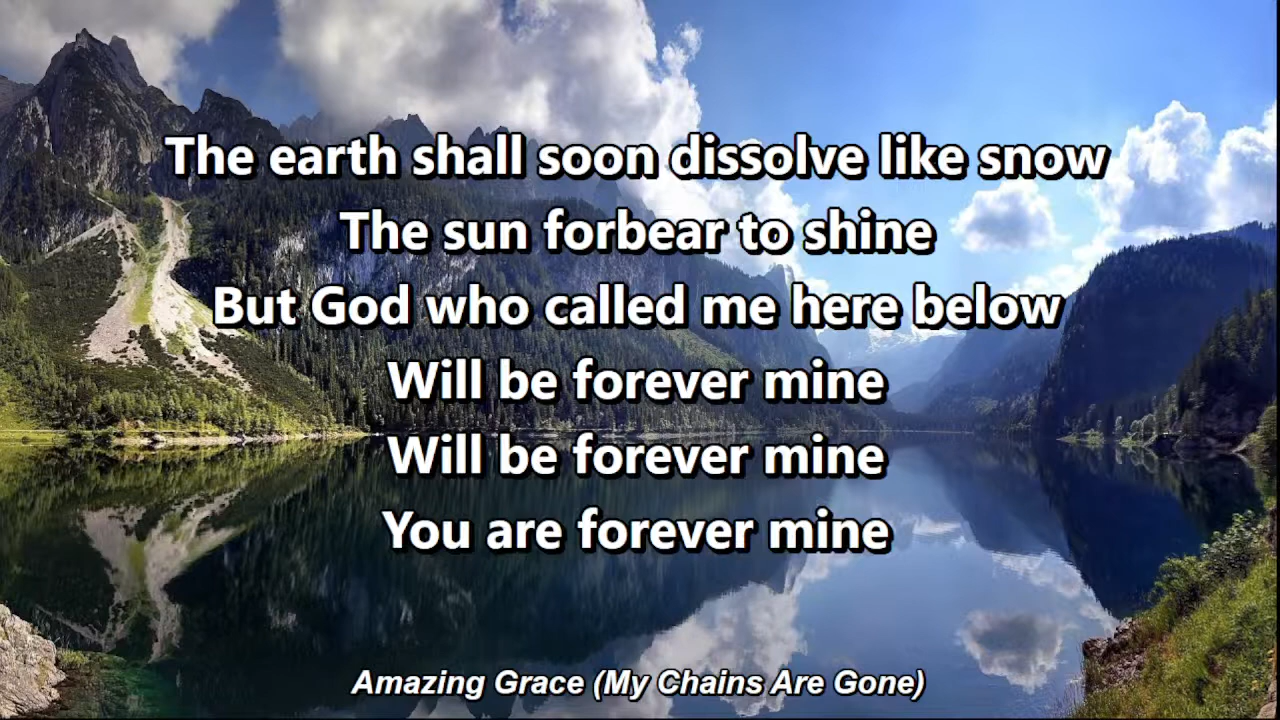 The earth shall soon dissolve like snow
The sun forbear to shine
But God who called me here below
Will be forever mine
Will be forever mine
You are forever mine
Amazing Grace (My Chains Are Gone)